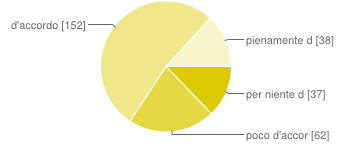 d'accordo [152]
pienamente d [38]
per niente d [37]
poco d'accor [62]